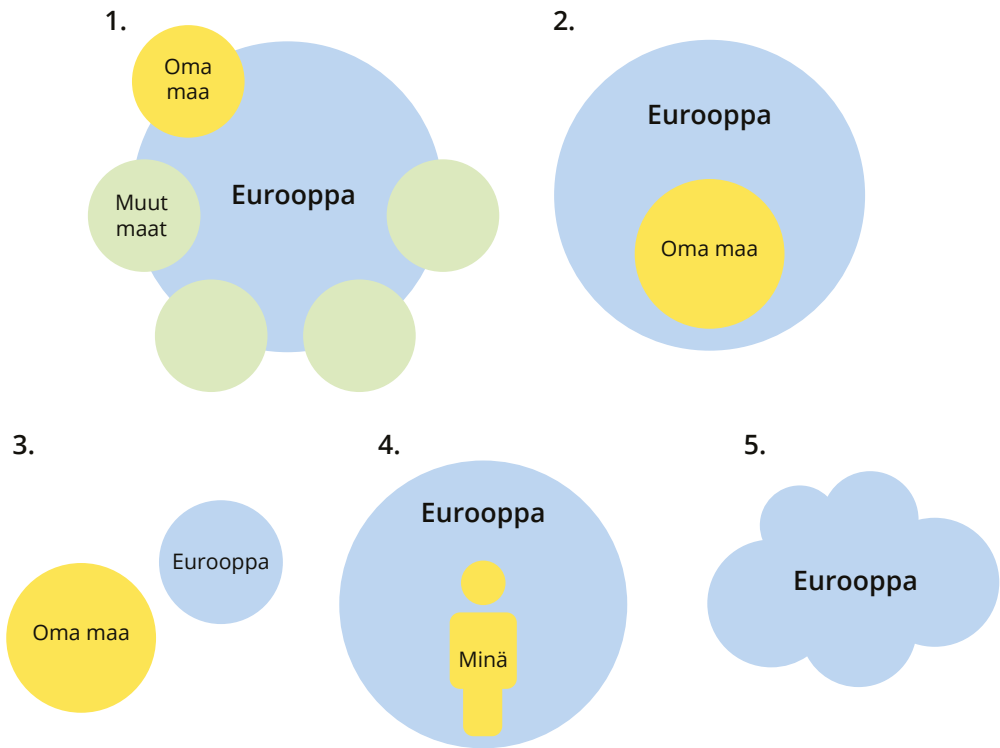 1.
Oma
maa
Muut
maat
Eurooppa
2.
Eurooppa
Oma maa
3.
Oma maa
Eurooppa
4.
Eurooppa
Minä
5.
Eurooppa